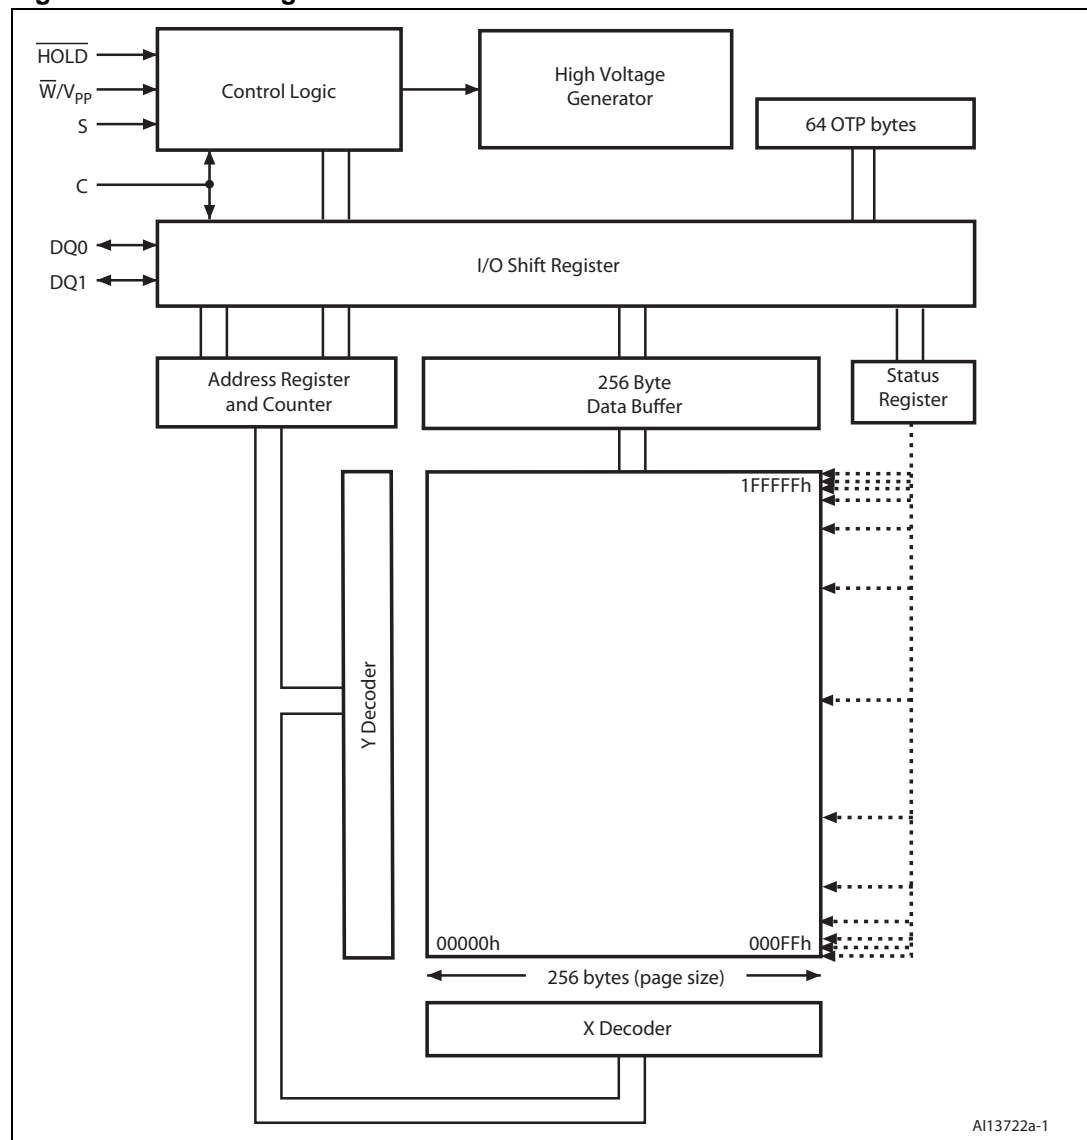 HOLD
W/VPP
S
C
DQ0
DQ1
Control Logic
High Voltage
Generator
64 OTP bytes
I/O Shift Register
Address Register
and Counter
256 Byte
Data Buffer
Status
Register
1FFFFFh
Y Decoder
00000h
000FFh
256 bytes (page size)
X Decoder
AI13722a-1